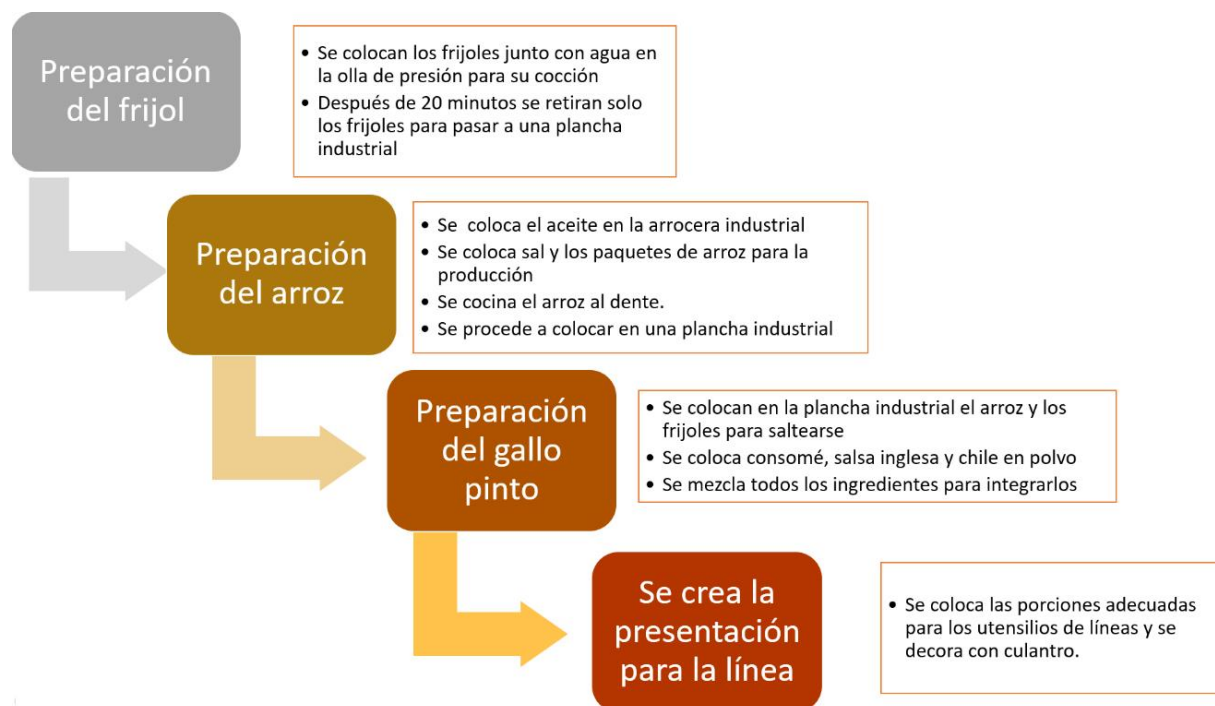 Preparación
del frijol
• Se colocan los frijoles junto con agua en
la olla de presión para su cocción
• Después de 20 minutos se retiran solo
los frijoles para pasar a una plancha
industrial
Preparación
del arroz
• Se coloca el aceite en la arrocera industrial
• Se coloca sal y los paquetes de arroz para la
producción
• Se cocina el arroz al dente.
• Se procede a colocar en una plancha industrial
Preparación
del gallo
pinto
• Se colocan en la plancha industrial el arroz y los
frijoles para saltearse
• Se coloca consomé, salsa inglesa y chile en polvo
• Se mezcla todos los ingredientes para integrarlos
Se crea la
presentación
para la línea
• Se coloca las porciones adecuadas
para los utensilios de líneas y se
decora con culantro.